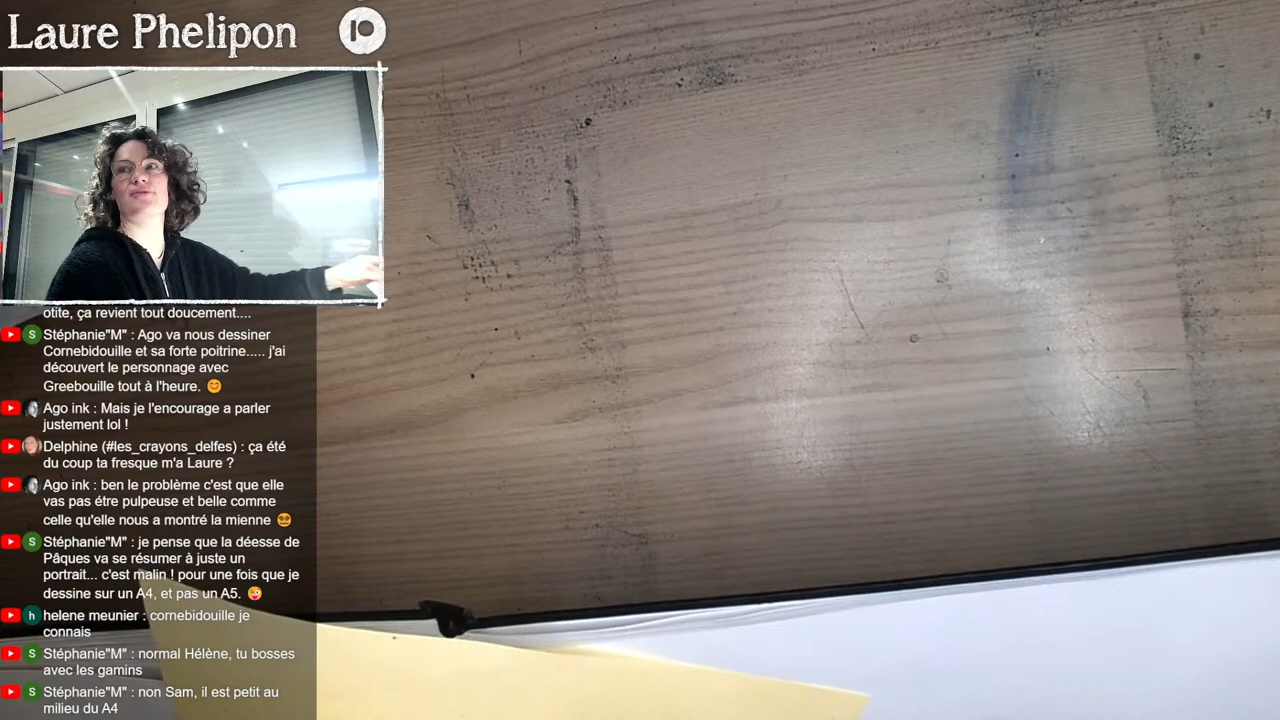 Laure Phelipon
otite, ça revient tout doucement....
Stéphanie"M" : Ago va nous dessiner
Cornebidouille et sa forte poitrine..... j'ai
découvert le personnage avec
Greebouille tout à l'heure. 😊
Ago ink : Mais je l'encourage a parler
justement lol !
Delphine (#les_crayons_delfes) : ça été
du coup ta fresque m'a Laure ?
Ago ink : ben le problème c'est que elle
vas pas étre pulpeuse et belle comme
celle qu'elle nous a montré la mienne 😵‍💫
Stéphanie"M" : je pense que la déesse de
Pâques va se résumer à juste un
portrait... c'est malin ! pour une fois que je
dessine sur un A4, et pas un A5. 😜
helene meunier : cornebidouille je
connais
Stéphanie"M" : normal Hélène, tu bosses
avec les gamins
Stéphanie"M" : non Sam, il est petit au
milieu du A4